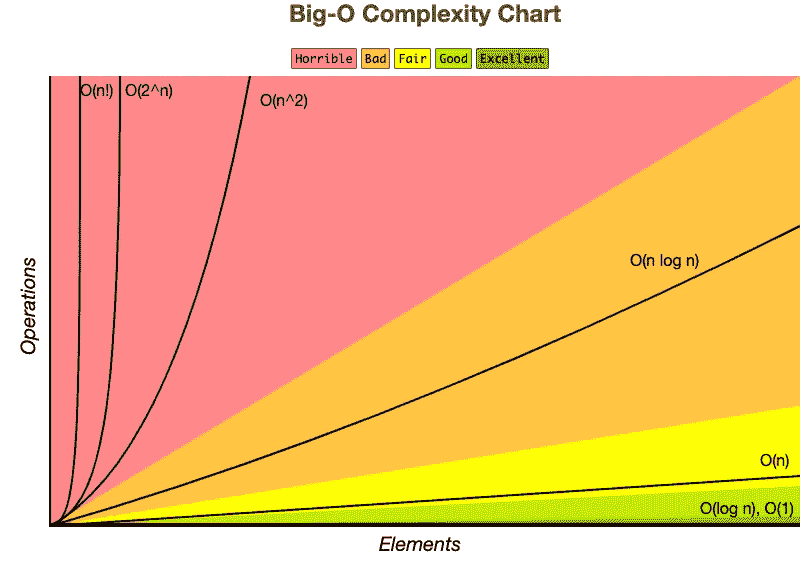 Big-O Complexity Chart
Horrible Bad Fair Good Excellent
O(n!) O(2^n)
O(n^2)
O(n log n)
Operations
O(n)
O(log n), O(1)
Elements